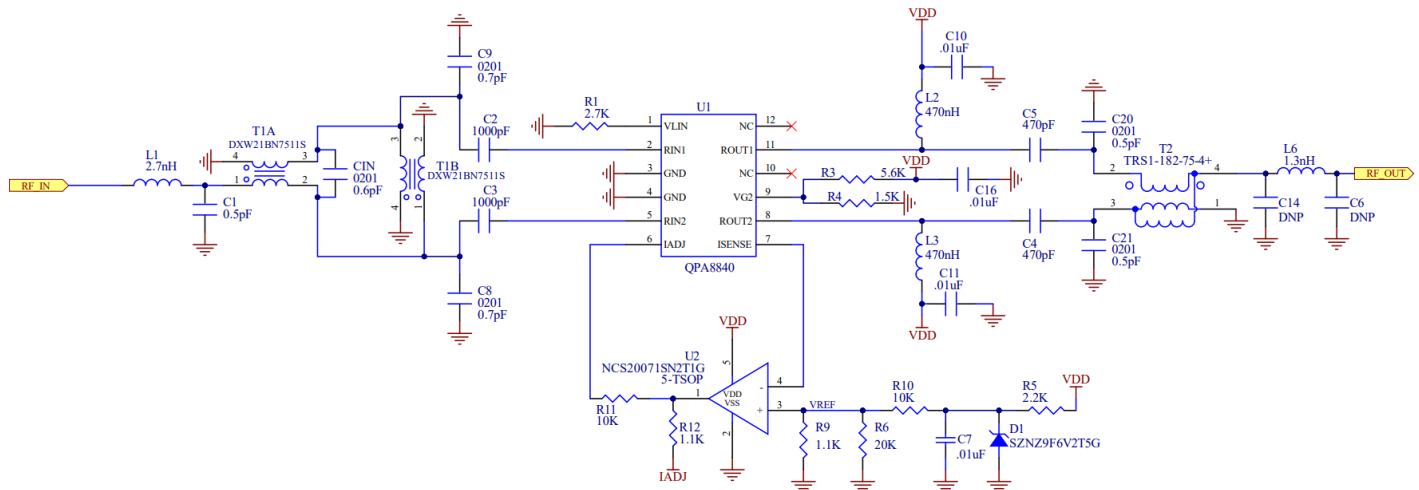 RF_IN
L1
2.7nH
C1
0.5pF
T1A
DXW21BN7511S
4
3
1
2
CIN
0201
0.6pF
C9
0201
0.7pF
3
2
4
1
T1B
DXW21BN7511S
C2
1000pF
C3
1000pF
C8
0201
0.7pF
R1
2.7K
U1
1
VLIN
2
RIN1
3
GND
4
GND
5
RIN2
6
IADJ
NC
12
ROUT1
11
NC
10
VG2
9
ROUT2
8
ISENSE
7
QPA8840
VDD
C10
.01uF
L2
470nH
VDD
R3
5.6K
R4
1.5K
C16
.01uF
L3
470nH
C11
.01uF
VDD
C5
470pF
C4
470pF
C20
0201
0.5pF
C21
0201
0.5pF
T2
TRS1-182-75-4+
2
4
3
1
L6
1.3nH
C14
DNP
C6
DNP
RF_OUT
VDD
U2
NCS20071SN2T1G
5-TSOP
5
VDD
VSS
-
+
4
3
1
2
R11
10K
R12
1.1K
IADJ
VREF
R9
1.1K
R6
20K
R10
10K
C7
.01uF
R5
2.2K
VDD
D1
SZNZ9F6V2T5G